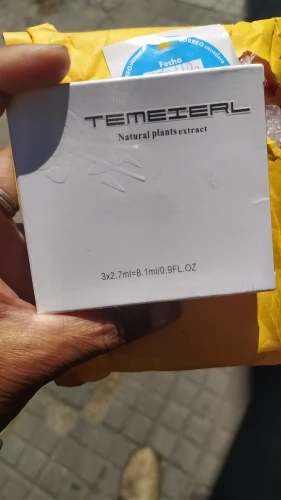 Fecha
TEMEIERL
Natural plants extract
3x2.7ml=8.1ml/0.9FL.OZ